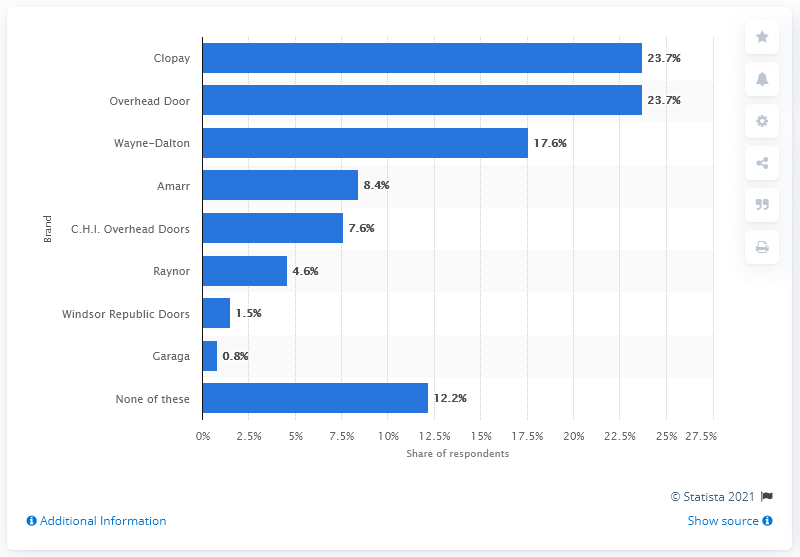 Brand
Clopay 23.7%
Overhead Door 23.7%
Wayne-Dalton 17.6%
Amarr 8.4%
C.H.I. Overhead Doors 7.6%
Raynor 4.6%
Windsor Republic Doors 1.5%
Garaga 0.8%
None of these 12.2%
0% 2.5% 5% 7.5% 10% 12.5% 15% 17.5% 20% 22.5% 25% 27.5%
Share of respondents
© Statista 2021
Additional Information Show source